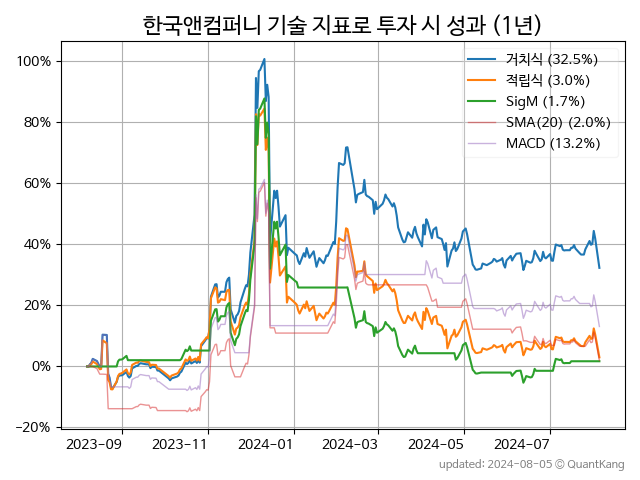 한국앤컴퍼니 기술 지표로 투자 시 성과 (1년)
거치식 (32.5%)
적립식 (3.0%)
SigM (1.7%)
SMA(20) (2.0%)
MACD (13.2%)
100%
80%
60%
40%
20%
0%
−20%
2023-09 2023-11 2024-01 2024-03 2024-05 2024-07
updated: 2024-08-05 © QuantKang